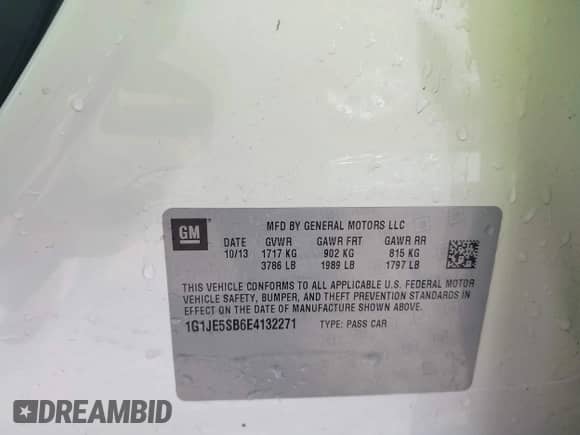 GM
MFD BY GENERAL MOTORS LLC
DATE GVWR GAWR FRT GAWR RR
10/13 1717 KG 902 KG 815 KG
3786 LB 1989 LB 1797 LB
THIS VEHICLE CONFORMS TO ALL APPLICABLE U.S. FEDERAL MOTOR
VEHICLE SAFETY, BUMPER, AND THEFT PREVENTION STANDARDS IN
EFFECT ON THE DATE OF MANUFACTURE SHOWN ABOVE.
1G1JE5SB6E4132271 TYPE: PASS CAR
DREAMBID